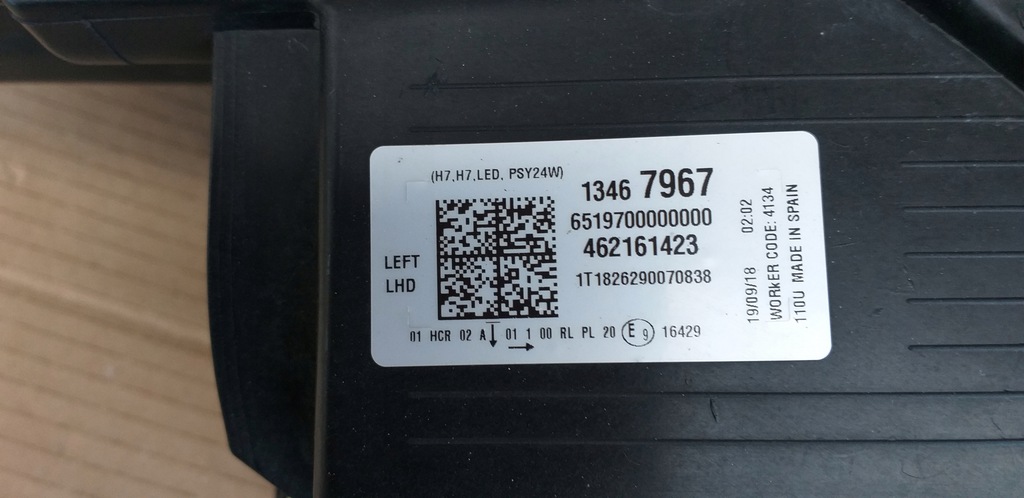 (H7,H7,LED, PSY24W)
1346 7967
6519700000000
462161423
1T1826290070838
LEFT
LHD
01 HCR 02 A ↓ 01 1 00 RL PL 20 E9 16429
→
19/09/18 02:02
WORKER CODE: 4134
110U MADE IN SPAIN